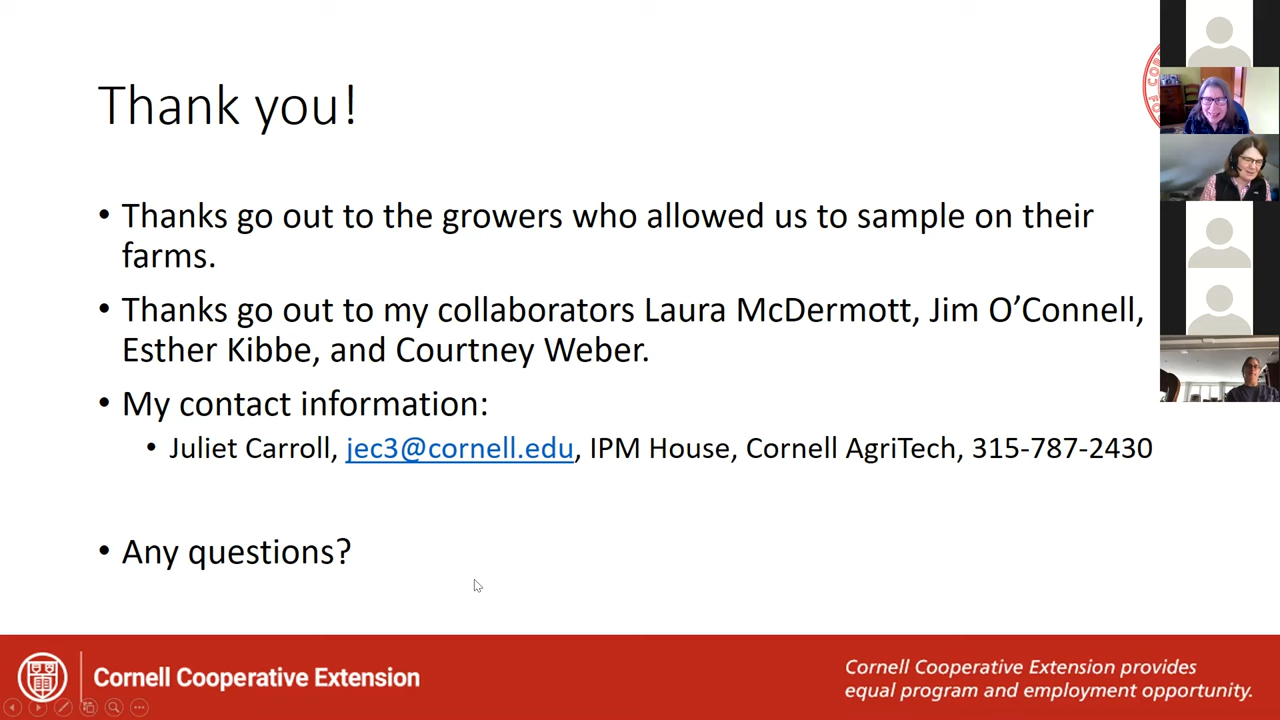 Thank you!
• Thanks go out to the growers who allowed us to sample on their
farms.
• Thanks go out to my collaborators Laura McDermott, Jim O’Connell,
Esther Kibbe, and Courtney Weber.
• My contact information:
• Juliet Carroll, jec3@cornell.edu, IPM House, Cornell AgriTech, 315-787-2430
• Any questions?
Cornell Cooperative Extension
Cornell Cooperative Extension provides
equal program and employment opportunity.